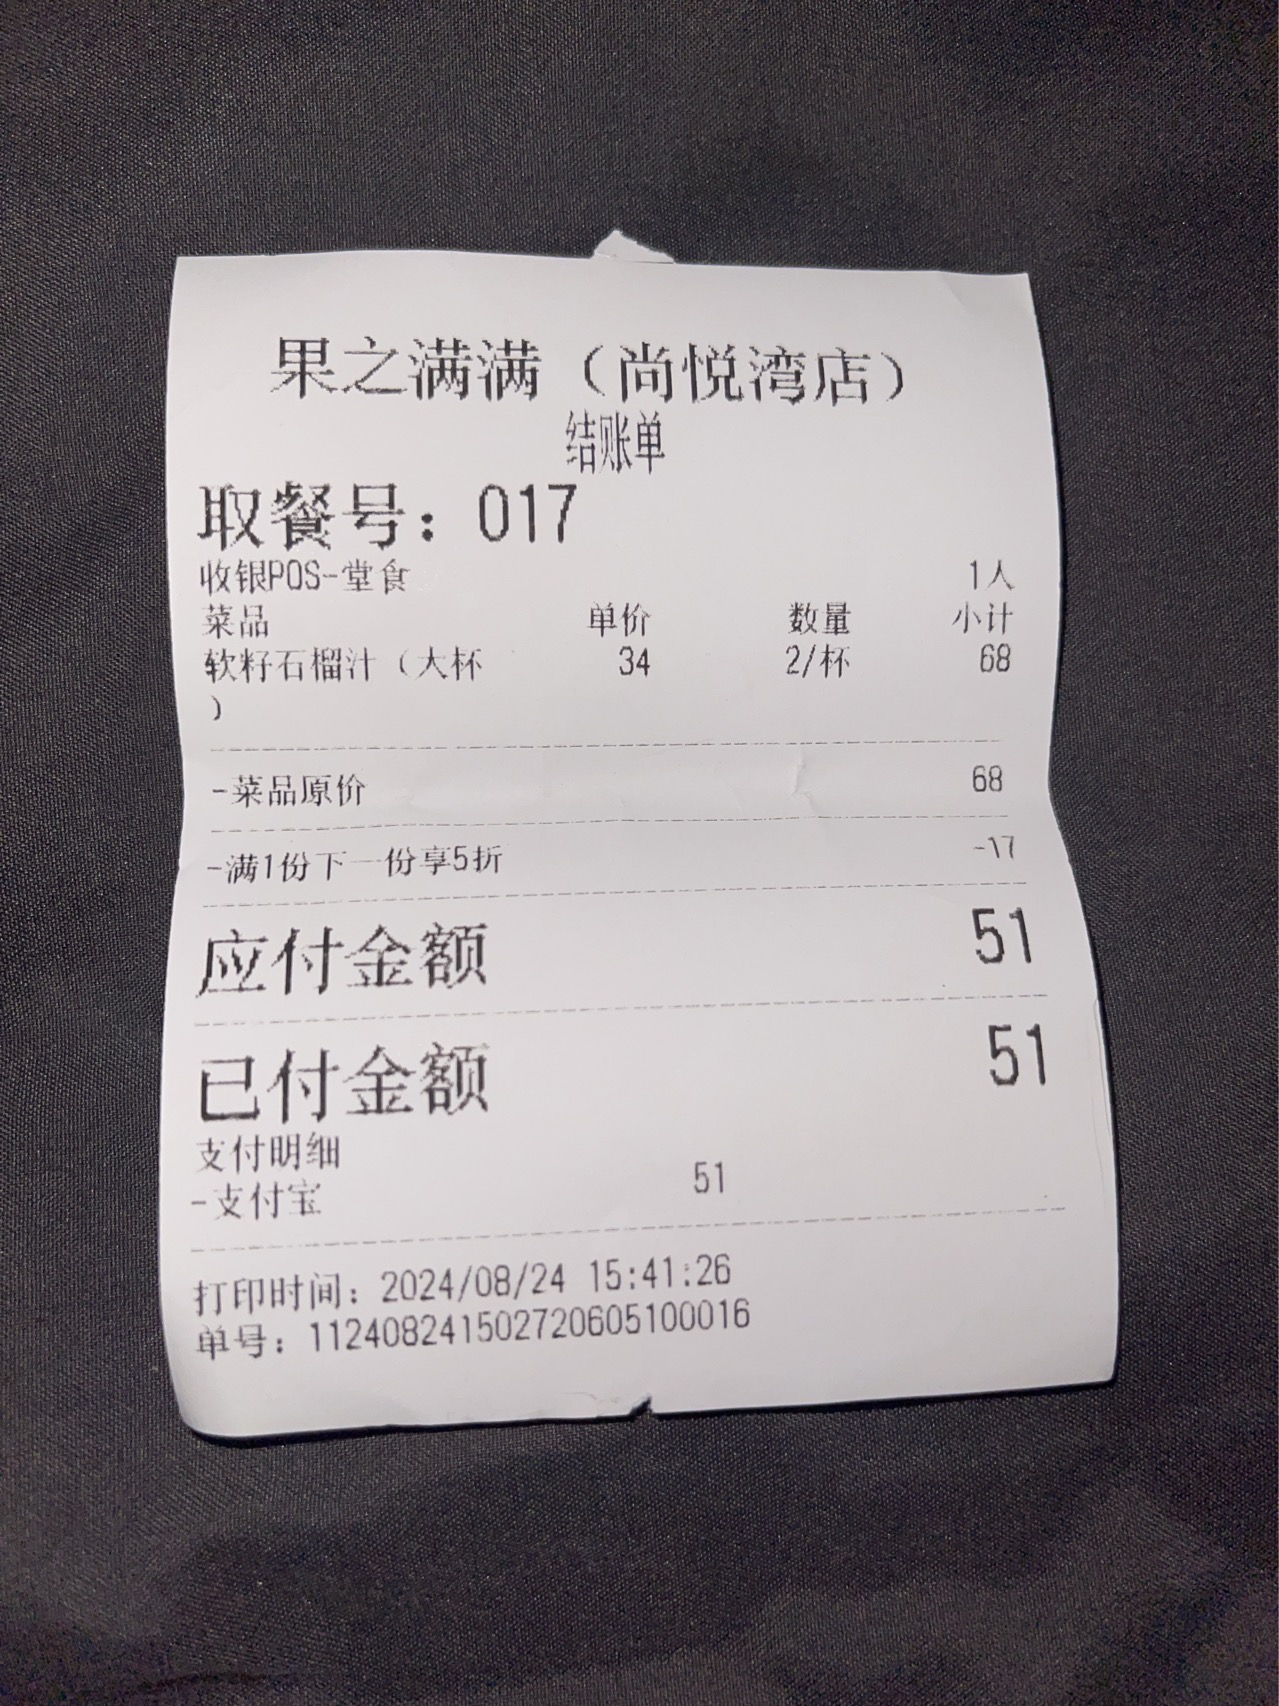 果之满满（尚悦湾店）
结账单
取餐号：017
收银POS-堂食 1人
菜品 单价 数量 小计
软籽石榴汁（大杯 34 2/杯 68
）
-菜品原价 68
-满1份下一份享5折 -17
应付金额 51
已付金额 51
支付明细
-支付宝 51
打印时间：2024/08/24 15:41:26
单号：112408241502720605100016